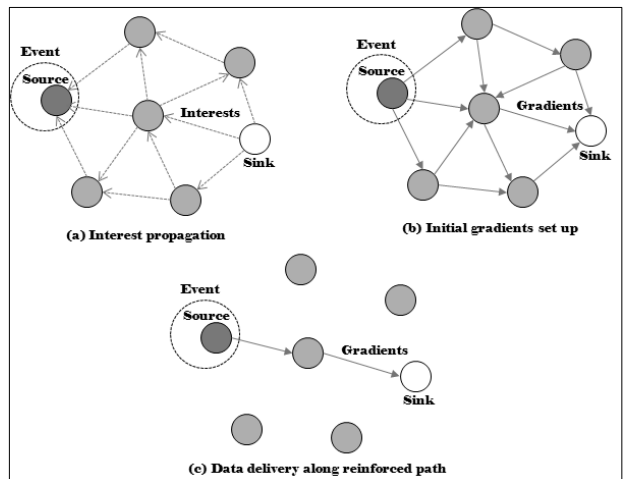 Event
Source
Interests
Sink
(a) Interest propagation
Event
Source
Gradients
Sink
(b) Initial gradients set up
Event
Source
Gradients
Sink
(c) Data delivery along reinforced path